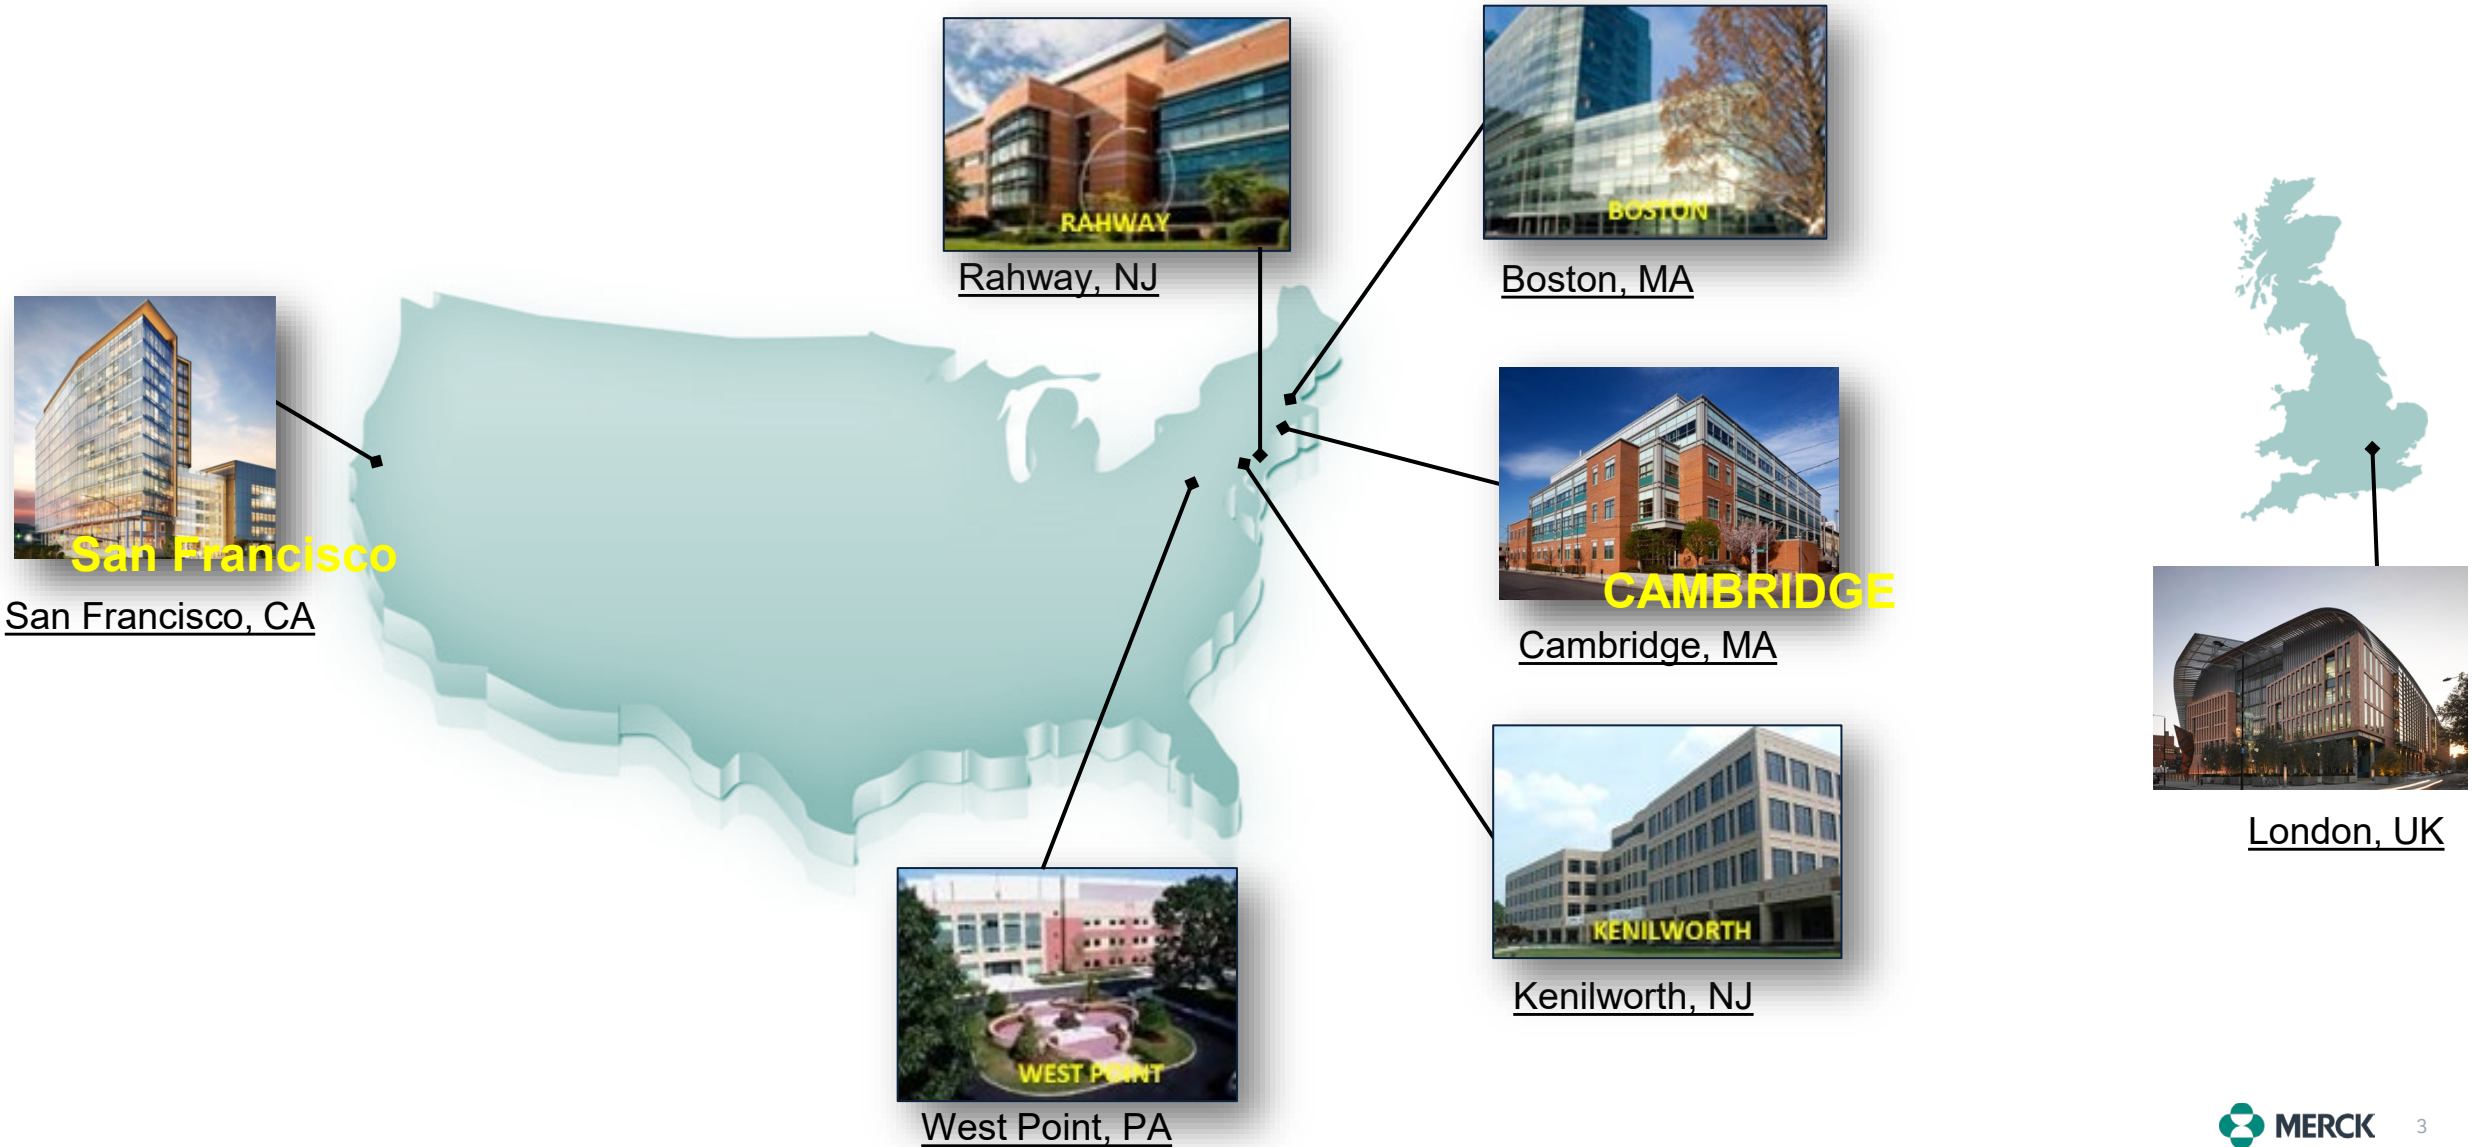 RAHWAY
Rahway, NJ
BOSTON
Boston, MA
San Francisco
San Francisco, CA
CAMBRIDGE
Cambridge, MA
London, UK
KENILWORTH
Kenilworth, NJ
WEST POINT
West Point, PA
MERCK
3